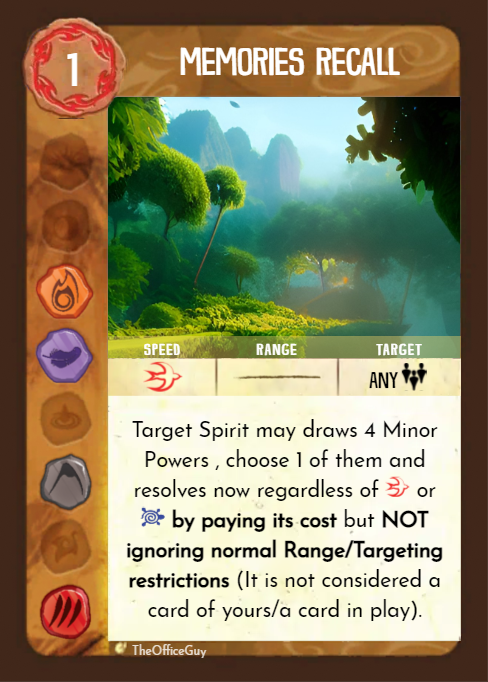 1
MEMORIES RECALL
SPEED RANGE TARGET
ANY
Target Spirit may draws 4 Minor
Powers , choose 1 of them and
resolves now regardless of or
by paying its cost but NOT
ignoring normal Range/Targeting
restrictions (It is not considered a
card of yours/a card in play).
TheOfficeGuy